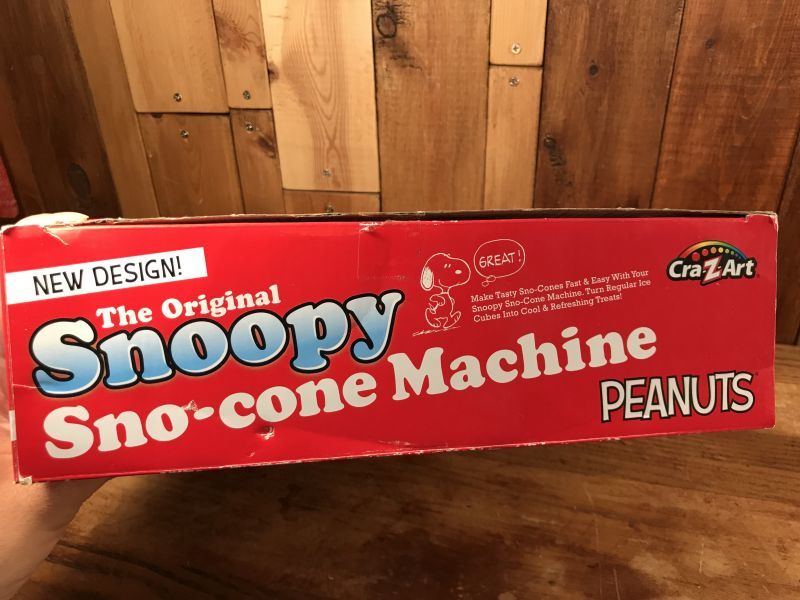 NEW DESIGN!
The Original
Snoopy
Sno-cone Machine
GREAT!
Make Tasty Sno-Cones Fast & Easy With Your
Snoopy Sno-Cone Machine. Turn Regular Ice
Cubes Into Cool & Refreshing Treats!
Cra-Z-Art
PEANUTS